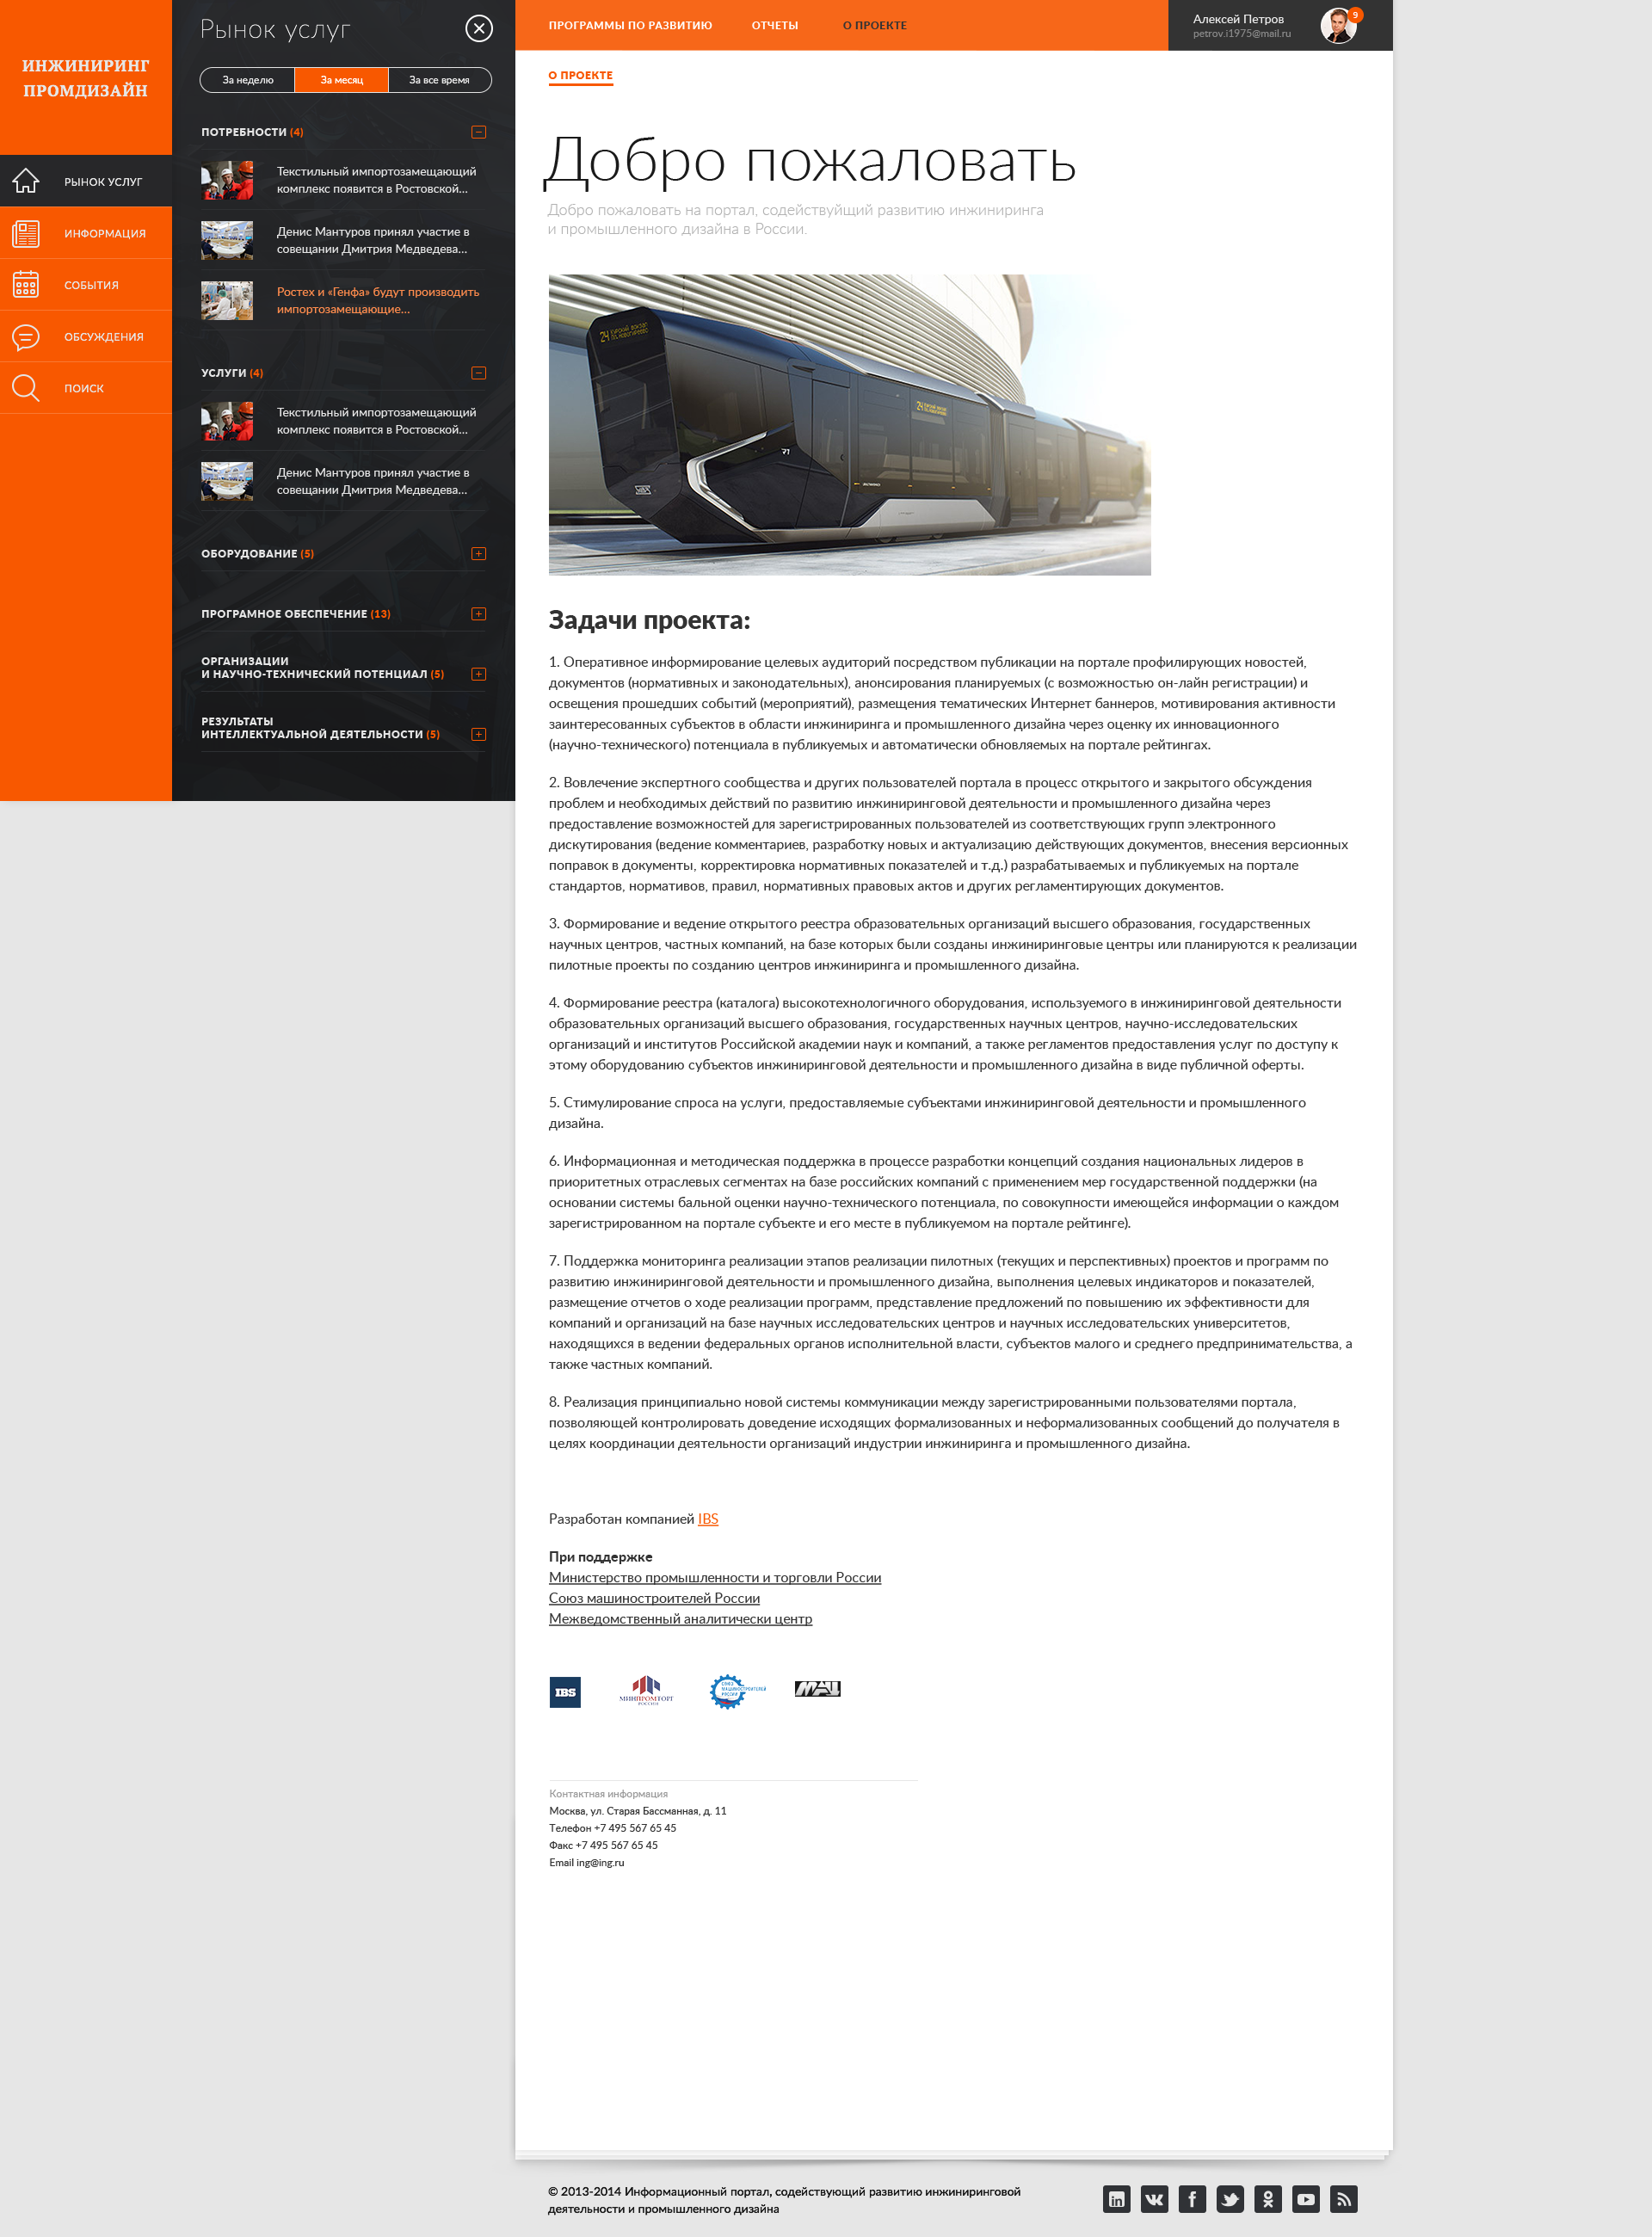 ИНЖИНИРИНГ
ПРОМДИЗАЙН
РЫНОК УСЛУГ
ИНФОРМАЦИЯ
СОБЫТИЯ
ОБСУЖДЕНИЯ
ПОИСК
Рынок услуг
За неделю За месяц За все время
ПОТРЕБНОСТИ (4)
Текстильный импортозамещающий
комплекс появится в Ростовской...
Денис Мантуров принял участие в
совещании Дмитрия Медведева...
Ростех и «Генфа» будут производить
импортозамещающие...
УСЛУГИ (4)
Текстильный импортозамещающий
комплекс появится в Ростовской...
Денис Мантуров принял участие в
совещании Дмитрия Медведева...
ОБОРУДОВАНИЕ (5)
ПРОГРАМНОЕ ОБЕСПЕЧЕНИЕ (13)
ОРГАНИЗАЦИИ
И НАУЧНО-ТЕХНИЧЕСКИЙ ПОТЕНЦИАЛ (5)
РЕЗУЛЬТАТЫ
ИНТЕЛЛЕКТУАЛЬНОЙ ДЕЯТЕЛЬНОСТИ (5)
ПРОГРАММЫ ПО РАЗВИТИЮ ОТЧЕТЫ О ПРОЕКТЕ
Алексей Петров
petrov.i1975@mail.ru
9
О ПРОЕКТЕ
Добро пожаловать
Добро пожаловать на портал, содействуйщий развитию инжиниринга
и промышленного дизайна в России.
Задачи проекта:
1. Оперативное информирование целевых аудиторий посредством публикации на портале профилирующих новостей,
документов (нормативных и законодательных), анонсирования планируемых (с возможностью он-лайн регистрации) и
освещения прошедших событий (мероприятий), размещения тематических Интернет баннеров, мотивирования активности
заинтересованных субъектов в области инжиниринга и промышленного дизайна через оценку их инновационного
(научно-технического) потенциала в публикуемых и автоматически обновляемых на портале рейтингах.
2. Вовлечение экспертного сообщества и других пользователей портала в процесс открытого и закрытого обсуждения
проблем и необходимых действий по развитию инжиниринговой деятельности и промышленного дизайна через
предоставление возможностей для зарегистрированных пользователей из соответствующих групп электронного
дискутирования (ведение комментариев, разработку новых и актуализацию действующих документов, внесения версионных
поправок в документы, корректировка нормативных показателей и т.д.) разрабатываемых и публикуемых на портале
стандартов, нормативов, правил, нормативных правовых актов и других регламентирующих документов.
3. Формирование и ведение открытого реестра образовательных организаций высшего образования, государственных
научных центров, частных компаний, на базе которых были созданы инжиниринговые центры или планируются к реализации
пилотные проекты по созданию центров инжиниринга и промышленного дизайна.
4. Формирование реестра (каталога) высокотехнологичного оборудования, используемого в инжиниринговой деятельности
образовательных организаций высшего образования, государственных научных центров, научно-исследовательских
организаций и институтов Российской академии наук и компаний, а также регламентов предоставления услуг по доступу к
этому оборудованию субъектов инжиниринговой деятельности и промышленного дизайна в виде публичной оферты.
5. Стимулирование спроса на услуги, предоставляемые субъектами инжиниринговой деятельности и промышленного
дизайна.
6. Информационная и методическая поддержка в процессе разработки концепций создания национальных лидеров в
приоритетных отраслевых сегментах на базе российских компаний с применением мер государственной поддержки (на
основании системы бальной оценки научно-технического потенциала, по совокупности имеющейся информации о каждом
зарегистрированном на портале субъекте и его месте в публикуемом на портале рейтинге).
7. Поддержка мониторинга реализации этапов реализации пилотных (текущих и перспективных) проектов и программ по
развитию инжиниринговой деятельности и промышленного дизайна, выполнения целевых индикаторов и показателей,
размещение отчетов о ходе реализации программ, представление предложений по повышению их эффективности для
компаний и организаций на базе научных исследовательских центров и научных исследовательских университетов,
находящихся в ведении федеральных органов исполнительной власти, субъектов малого и среднего предпринимательства, а
также частных компаний.
8. Реализация принципиально новой системы коммуникации между зарегистрированными пользователями портала,
позволяющей контролировать доведение исходящих формализованных и неформализованных сообщений до получателя в
целях координации деятельности организаций индустрии инжиниринга и промышленного дизайна.
Разработан компанией IBS
При поддержке
Министерство промышленности и торговли России
Союз машиностроителей России
Межведомственный аналитически центр
IBS
МИНПРОМТОРГ
РОССИИ
СОЮЗ
МАШИНОСТРОИТЕЛЕЙ
РОССИИ
МАЦ
Контактная информация
Москва, ул. Старая Бассманная, д. 11
Телефон +7 495 567 65 45
Факс +7 495 567 65 45
Email ing@ing.ru
© 2013-2014 Информационный портал, содействующий развитию инжиниринговой
деятельности и промышленного дизайна